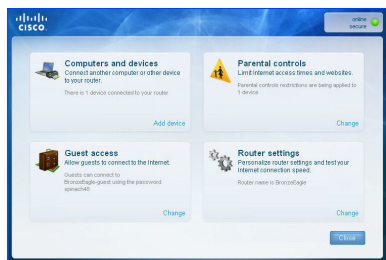 CISCO
online
secure
Computers and devices
Connect another computer or other device
to your router.
There is 1 device connected to your router
Add device
Parental controls
Limit Internet access times and websites.
Parental controls restrictions are being applied to
1 device.
Change
Guest access
Allow guests to connect to the Internet.
Guests can connect to
BronzeEagle-guest using the password
spinach48
Change
Router settings
Personalize router settings and test your
Internet connection speed.
Router name is BronzeEagle
Change
Close